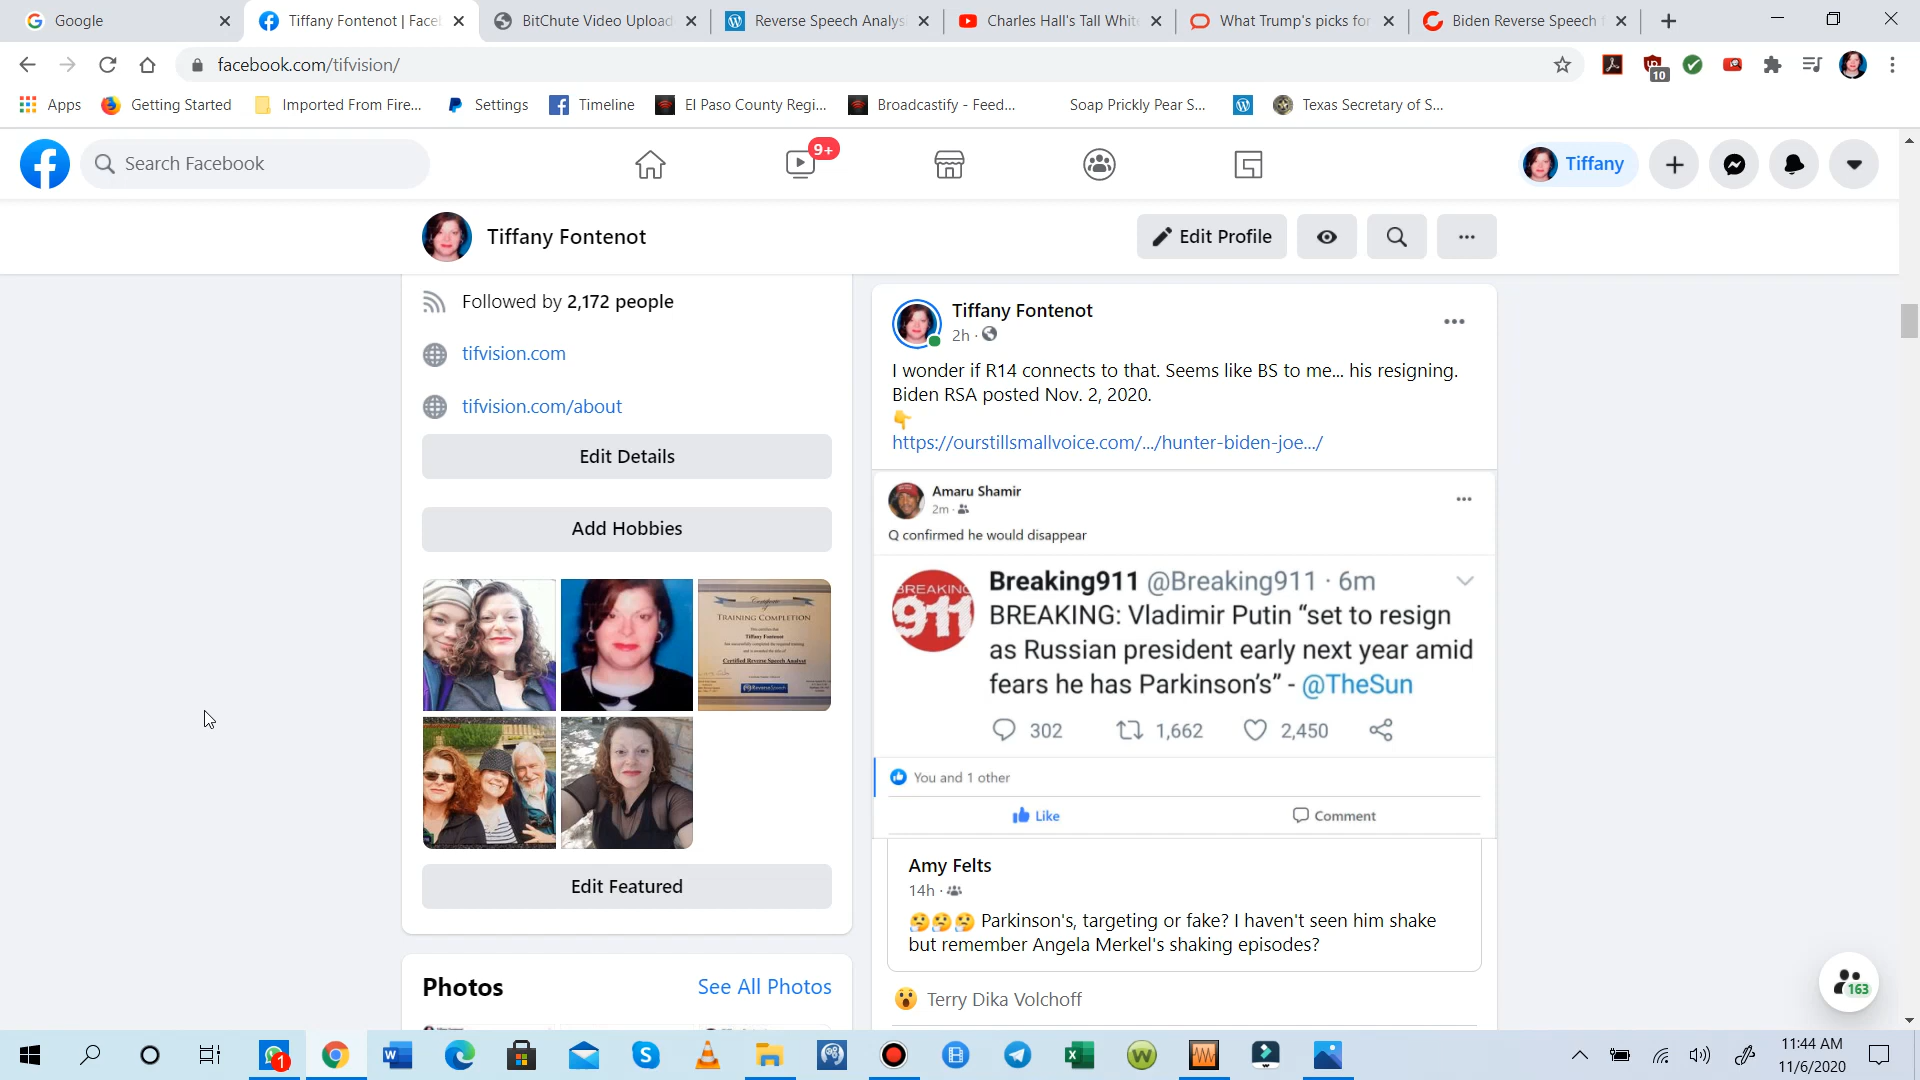 Google
Tiffany Fontenot | Face
BitChute Video Upload
Reverse Speech Analys
Charles Hall's Tall White
What Trump's picks for
Biden Reverse Speech
facebook.com/tifvision/
10
Apps
Getting Started
Imported From Fire...
Settings
Timeline
El Paso County Regi...
Broadcastify - Feed...
Soap Prickly Pear S...
Texas Secretary of S...
Search Facebook
9+
Tiffany
Tiffany Fontenot
Edit Profile
Followed by 2,172 people
tifvision.com
tifvision.com/about
Edit Details
Add Hobbies
TRAINING COMPLETION
Tiffany Fontenot
Certified Reverse Speech Analyst
Edit Featured
Photos
See All Photos
Tiffany Fontenot
2h
I wonder if R14 connects to that. Seems like BS to me... his resigning.
Biden RSA posted Nov. 2, 2020.
https://ourstillsmallvoice.com/.../hunter-biden-joe.../
Amaru Shamir
2m
Q confirmed he would disappear
BREAKING
911
Breaking911 @Breaking911 · 6m
BREAKING: Vladimir Putin “set to resign
as Russian president early next year amid
fears he has Parkinson’s” - @TheSun
302
1,662
2,450
You and 1 other
Like
Comment
Amy Felts
14h
Parkinson's, targeting or fake? I haven't seen him shake
but remember Angela Merkel's shaking episodes?
Terry Dika Volchoff
163
1
11:44 AM
11/6/2020